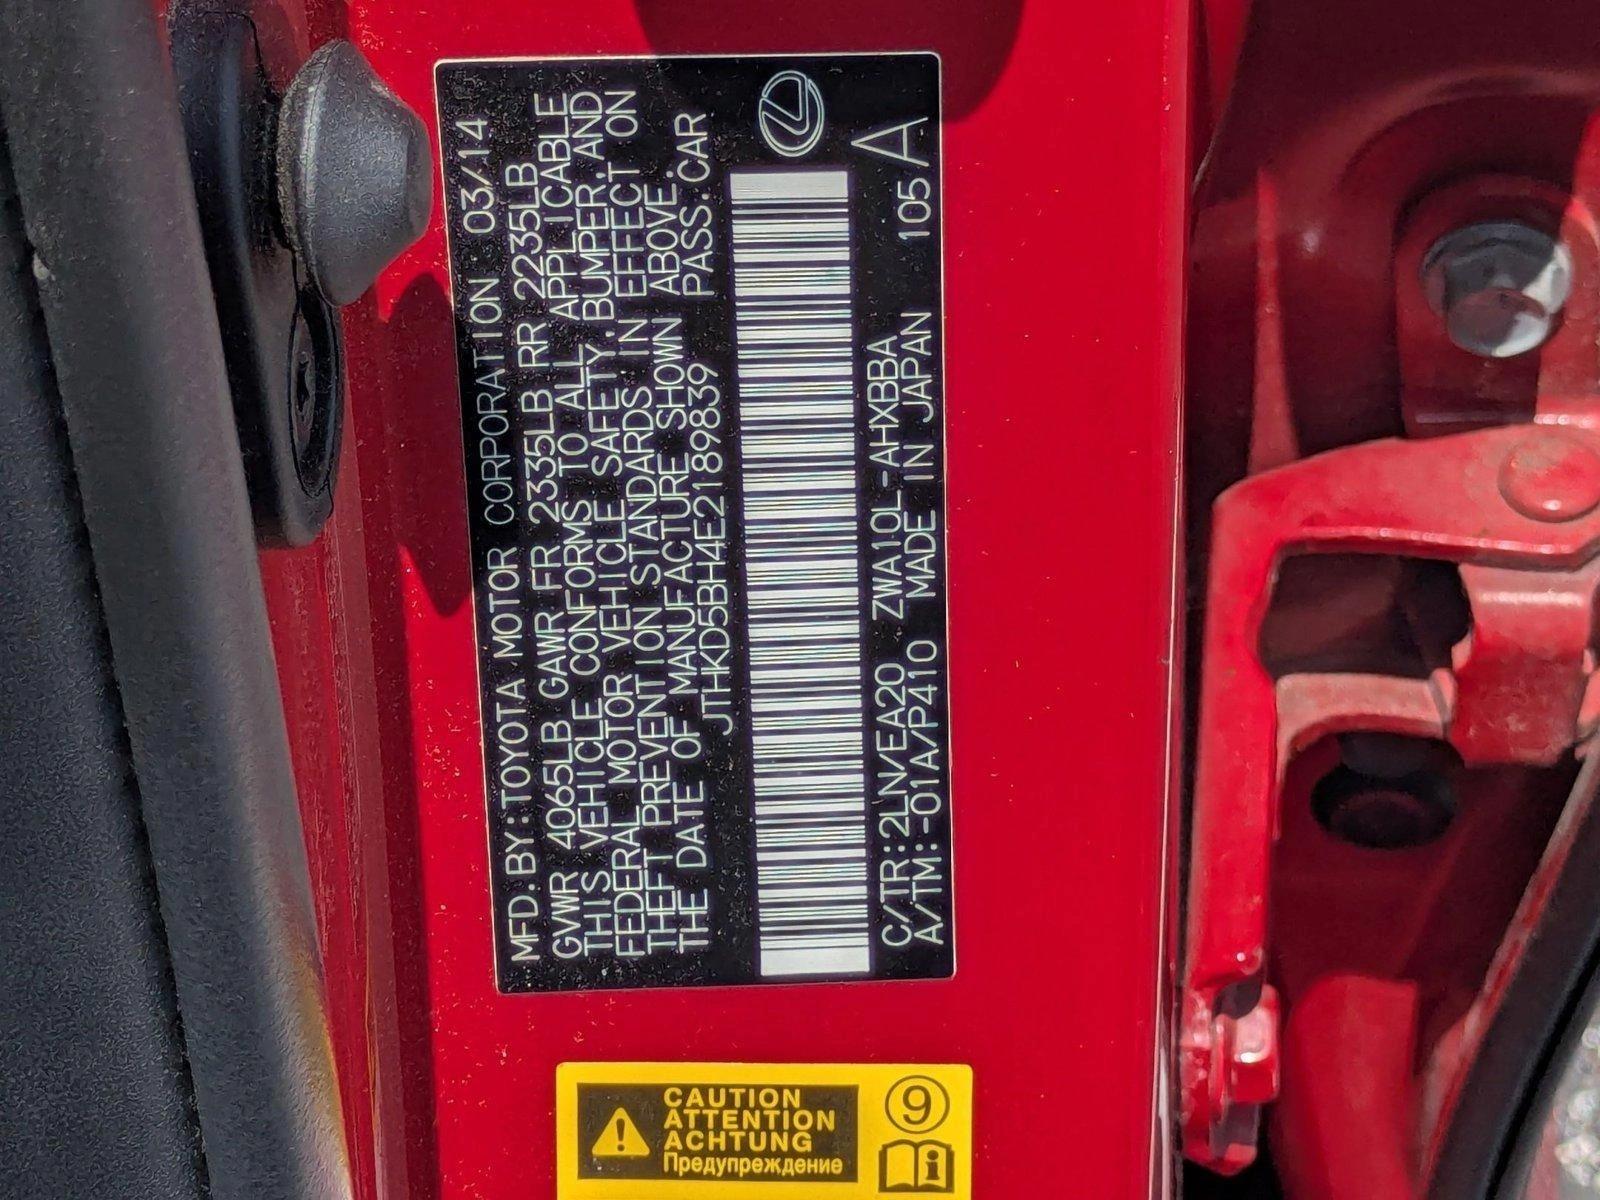 MFD.BY:TOYOTA MOTOR CORPORATION 03/14
GVWR 4065LB GAWR FR 2335LB RR 2235LB
THIS VEHICLE CONFORMS TO ALL APPLICABLE
FEDERAL MOTOR VEHICLE SAFETY,BUMPER,AND
THEFT PREVENTION STANDARDS IN EFFECT ON
THE DATE OF MANUFACTURE SHOWN ABOVE.
JTHKD5BH4E2189839 PASS.CAR
C/TR:2LN/EA20 ZWA10L-AHXBBA 105 A
A/TM:-01A/P410 MADE IN JAPAN
CAUTION
ATTENTION
ACHTUNG
Предупреждение
9
i